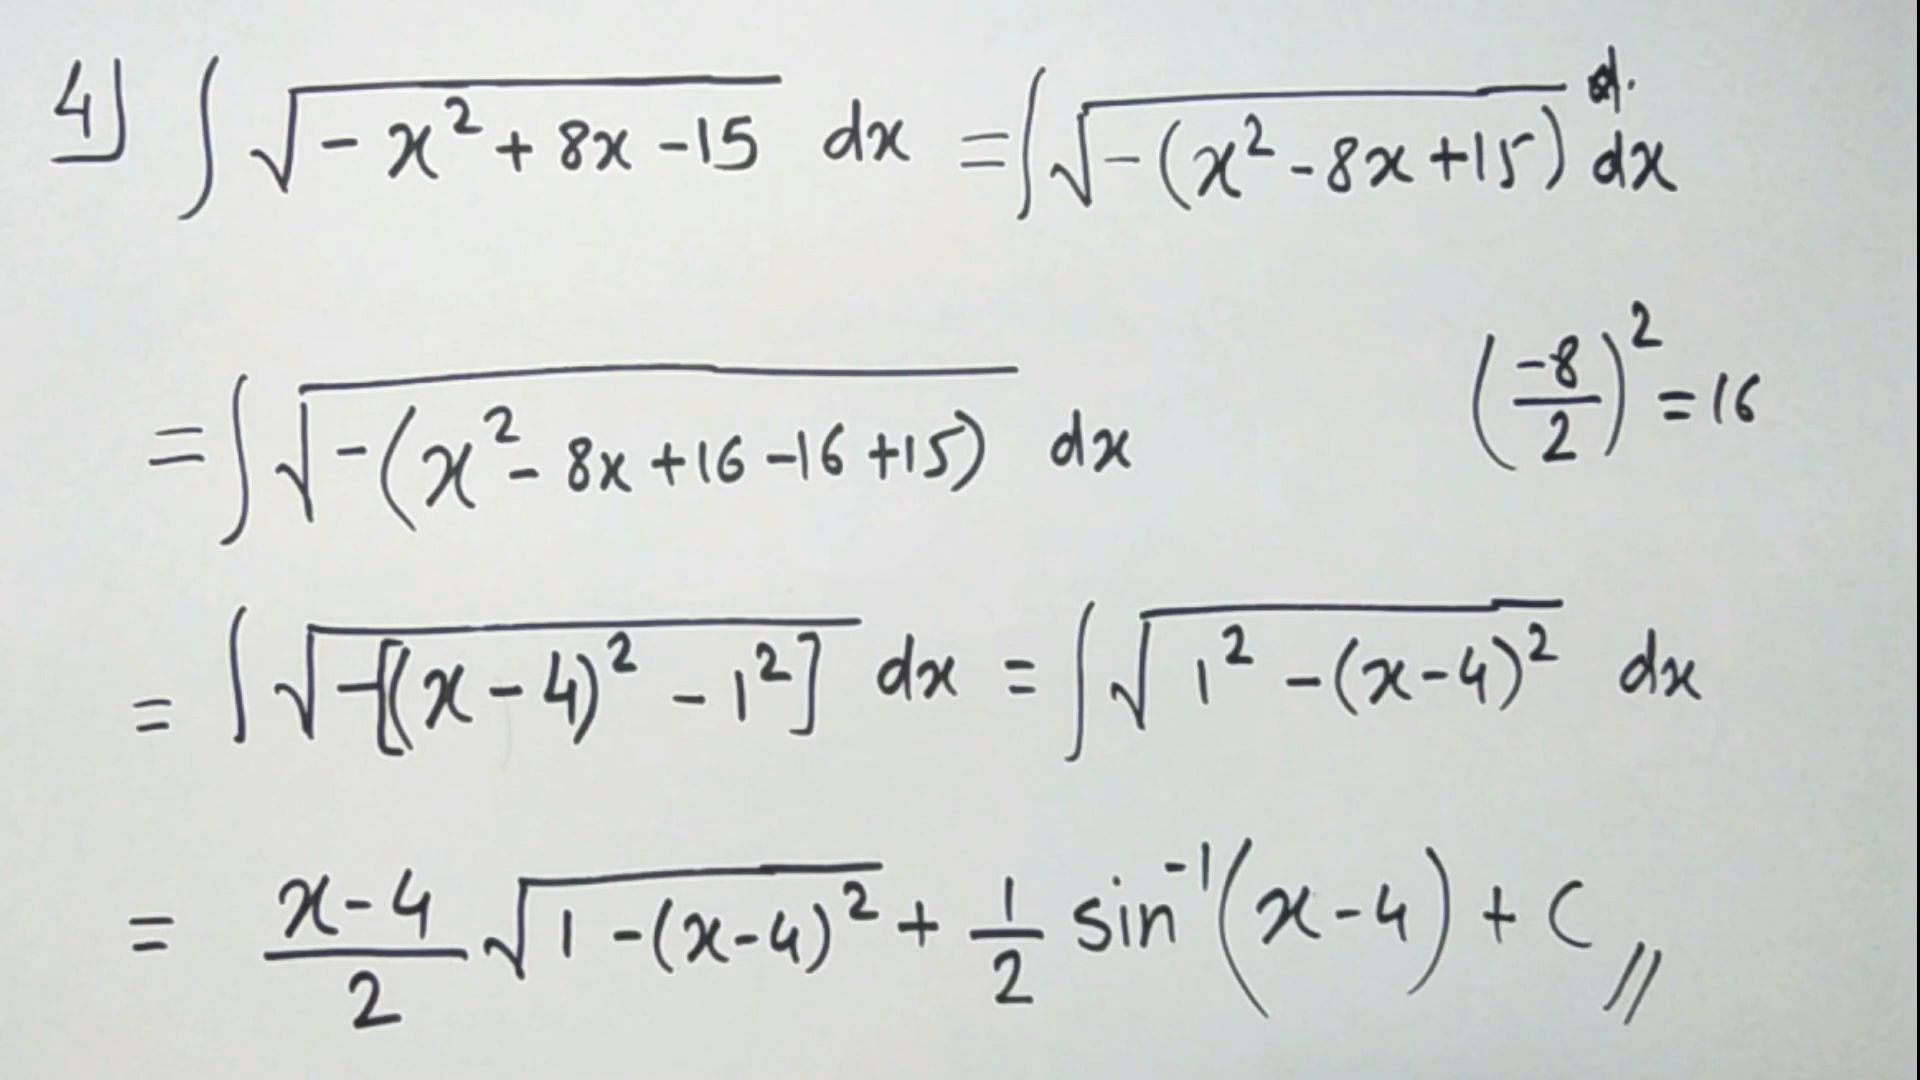 4] ∫ √(-x² + 8x - 15) dx = ∫ √(-(x² - 8x + 15)) dx
(-8/2)² = 16
= ∫ √(-(x² - 8x + 16 - 16 + 15)) dx
= ∫ √(-[(x - 4)² - 1²]) dx = ∫ √(1² - (x - 4)²) dx
= (x - 4)/2 √(1 - (x - 4)²) + 1/2 sin⁻¹(x - 4) + C //